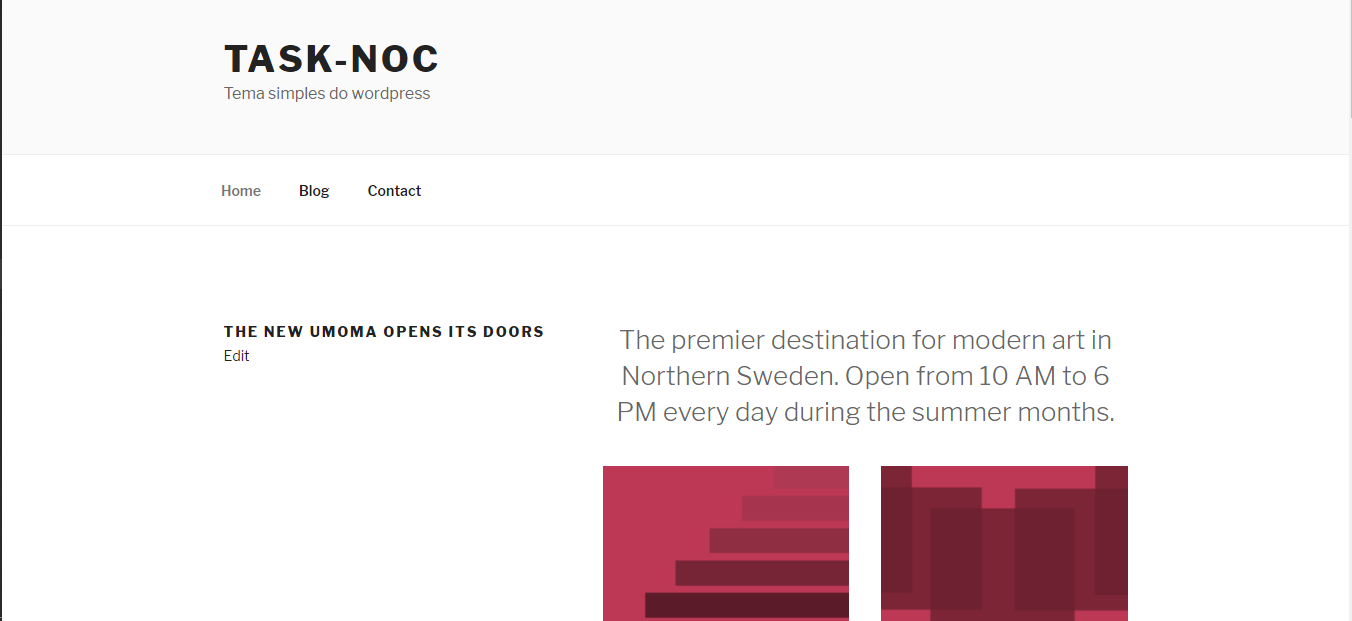 TASK-NOC
Tema simples do wordpress
Home Blog Contact
THE NEW UMOMA OPENS ITS DOORS
Edit
The premier destination for modern art in
Northern Sweden. Open from 10 AM to 6
PM every day during the summer months.